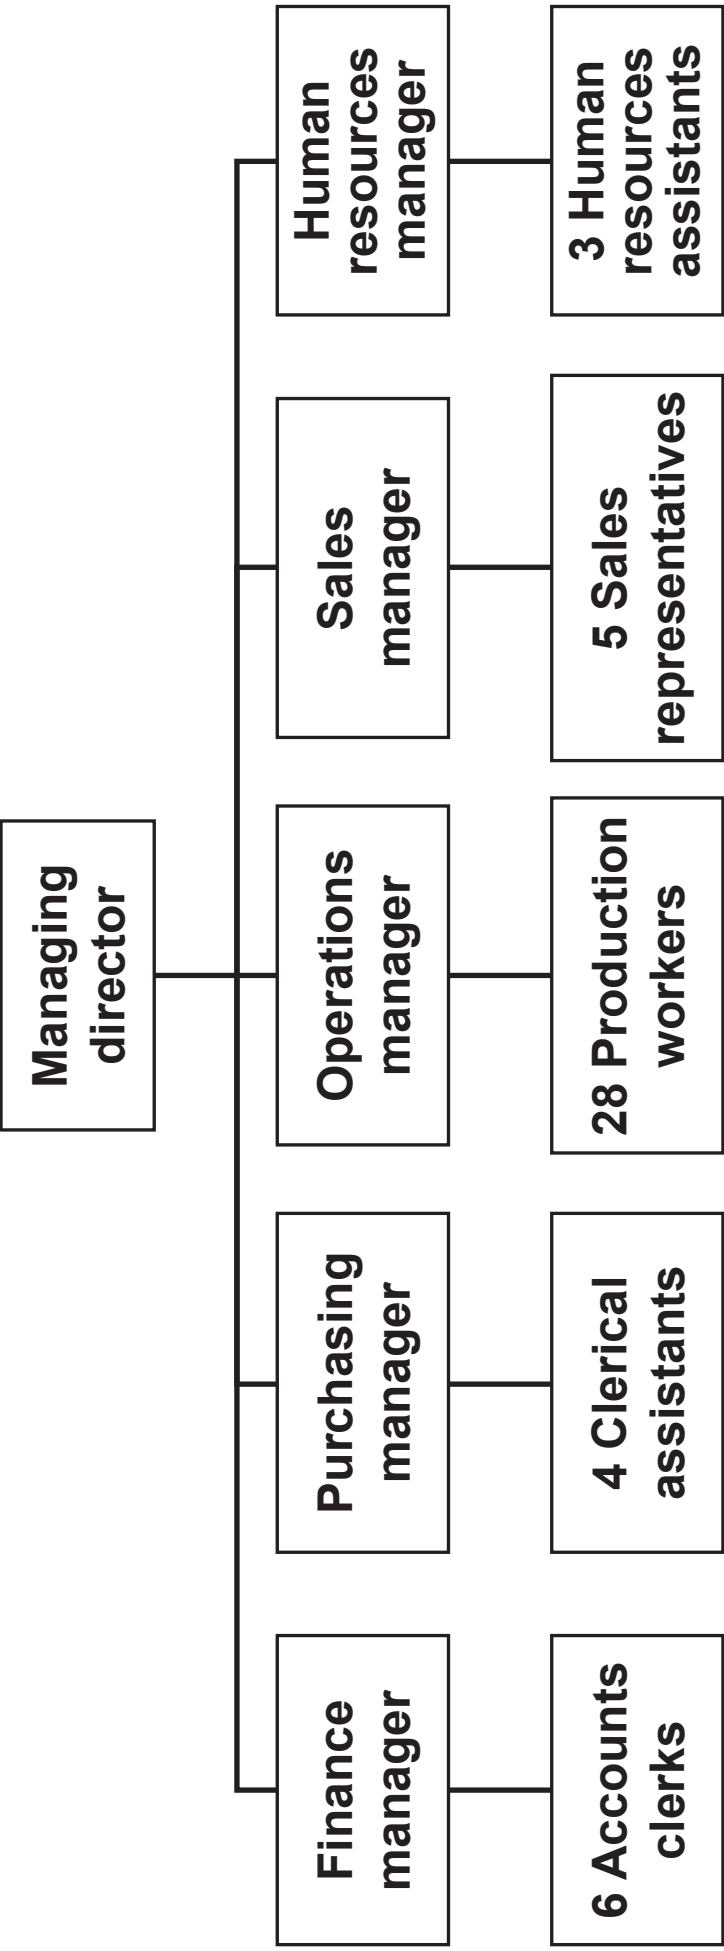 Managing
director
Finance
manager
Purchasing
manager
Operations
manager
Sales
manager
Human
resources
manager
6 Accounts
clerks
4 Clerical
assistants
28 Production
workers
5 Sales
representatives
3 Human
resources
assistants